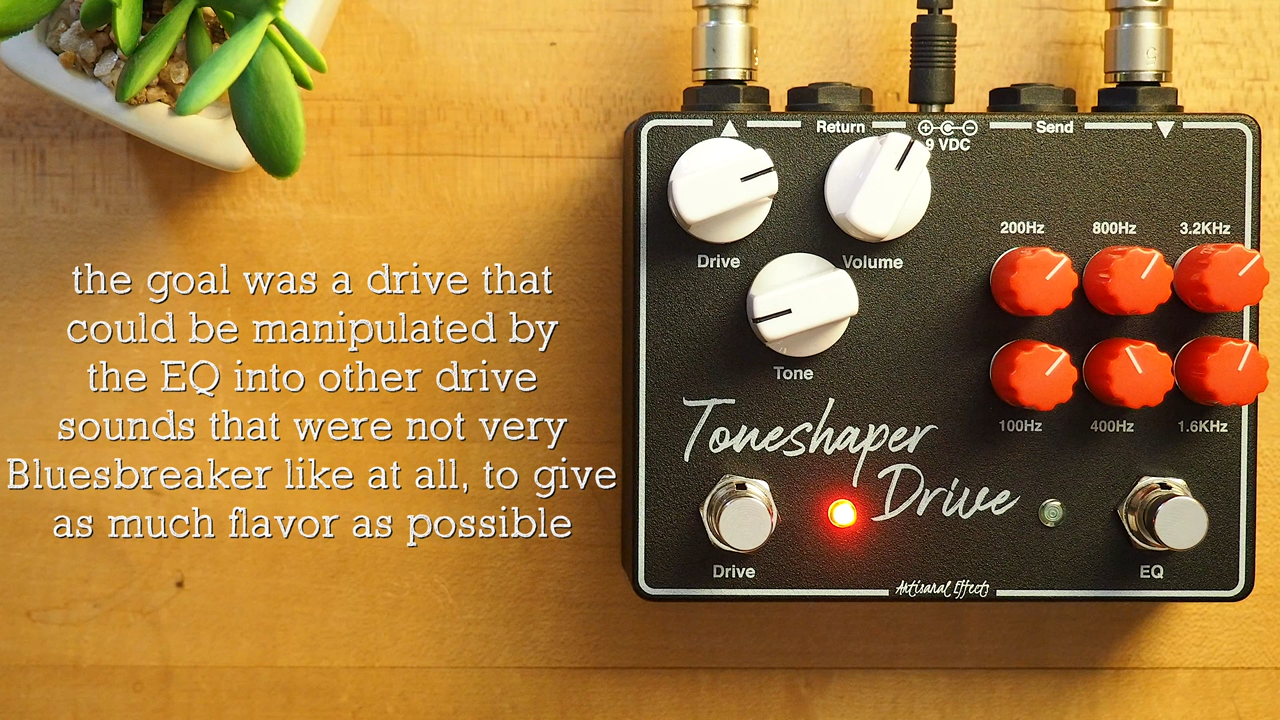 the goal was a drive that
could be manipulated by
the EQ into other drive
sounds that were not very
Bluesbreaker like at all, to give
as much flavor as possible
Return
Send
9 VDC
Drive
Volume
Tone
200Hz 800Hz 3.2KHz
100Hz 400Hz 1.6KHz
Toneshaper
Drive
Drive
EQ
Artisanal Effects